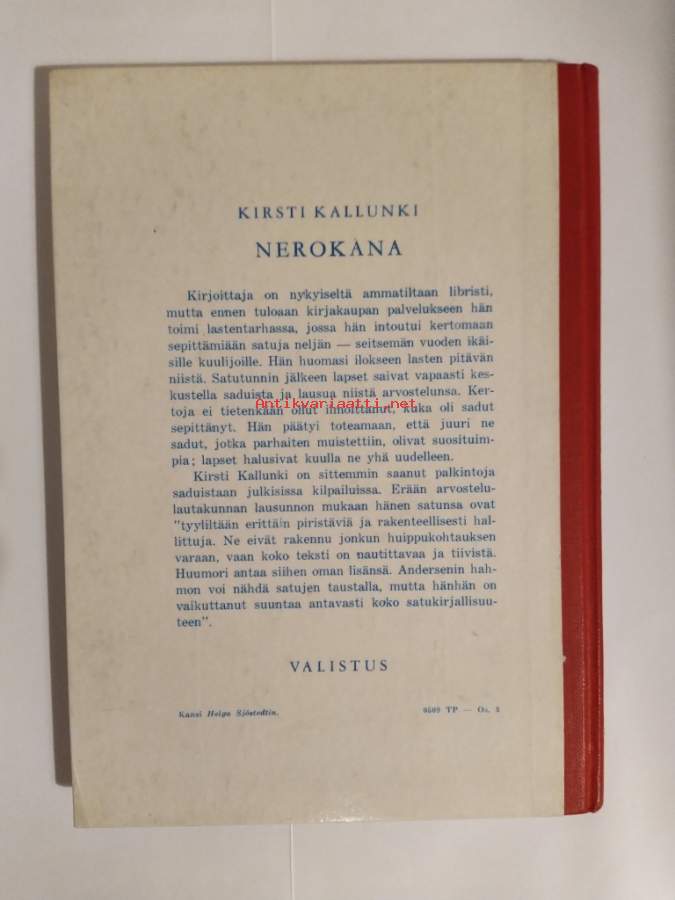 KIRSTI KALLUNKI
NEROKANA
Kirjoittaja on nykyiseltä ammatiltaan libristi,
mutta ennen tuloaan kirjakaupan palvelukseen hän
toimi lastentarhassa, jossa hän intoutui kertomaan
sepittämiään satuja neljän — seitsemän vuoden ikäi-
sille kuulijoille. Hän huomasi ilokseen lasten pitävän
niistä. Satutunnin jälkeen lapset saivat vapaasti kes-
kustella saduista ja lausua niistä arvostelunsa. Ker-
Antikvariaatti.net
toja ei tietenkään ollut ilmoittanut, kuka oli sadut
sepittänyt. Hän päätyi toteamaan, että juuri ne
sadut, jotka parhaiten muistettiin, olivat suosituim-
pia; lapset halusivat kuulla ne yhä uudelleen.
Kirsti Kallunki on sittemmin saanut palkintoja
saduistaan julkisissa kilpailuissa. Erään arvostelu-
lautakunnan lausunnon mukaan hänen satunsa ovat
"tyyliltään erittäin piristäviä ja rakenteellisesti hal-
littuja. Ne eivät rakennu jonkun huippukohtauksen
varaan, vaan koko teksti on nautittavaa ja tiivistä.
Huumori antaa siihen oman lisänsä. Andersenin hah-
mon voi nähdä satujen taustalla, mutta hänhän on
vaikuttanut suuntaa antavasti koko satukirjallisuu-
teen".
VALISTUS
Kansi Helga Sjöstedtin.
0509 TP — Os. 3